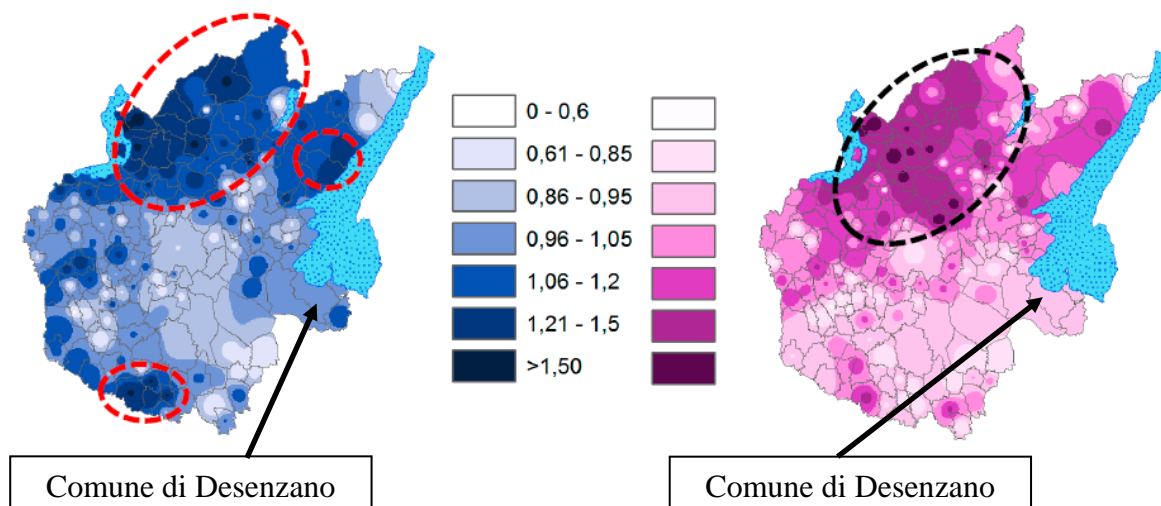 0 - 0,6
0,61 - 0,85
0,86 - 0,95
0,96 - 1,05
1,06 - 1,2
1,21 - 1,5
>1,50
Comune di Desenzano
Comune di Desenzano